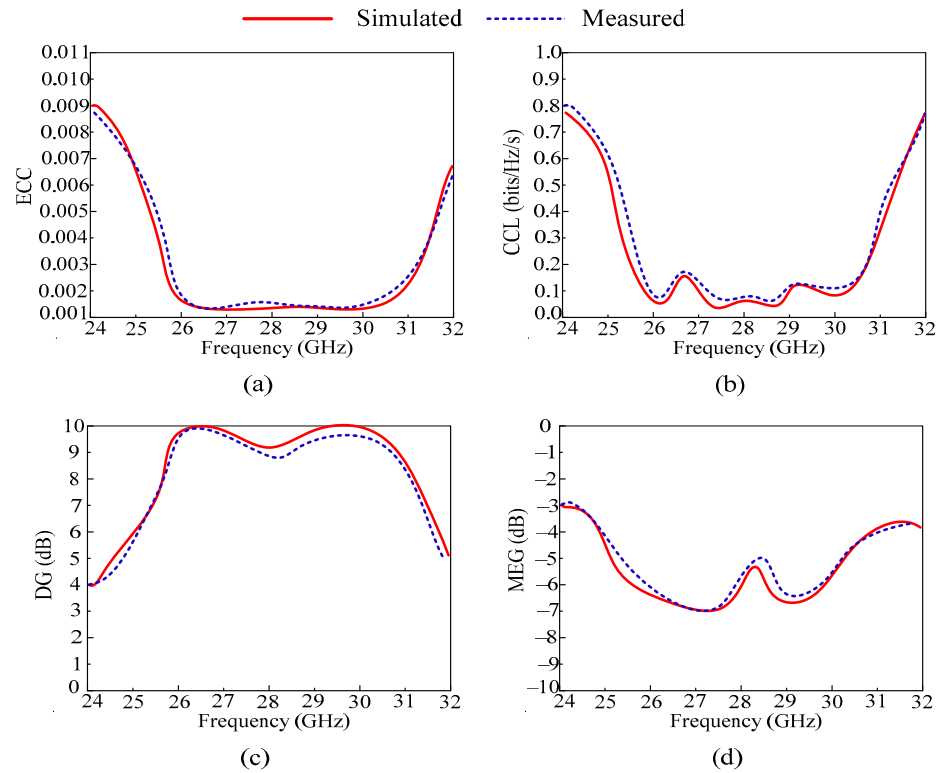 Simulated Measured
0.011
0.010
0.009
0.008
0.007
0.006
0.005
0.004
0.003
0.002
0.001
ECC
24 25 26 27 28 29 30 31 32
Frequency (GHz)
(a)
1.0
0.9
0.8
0.7
0.6
0.5
0.4
0.3
0.2
0.1
0.0
CCL (bits/Hz/s)
24 25 26 27 28 29 30 31 32
Frequency (GHz)
(b)
10
9
8
7
6
5
4
3
2
1
0
DG (dB)
24 25 26 27 28 29 30 31 32
Frequency (GHz)
(c)
0
−1
−2
−3
−4
−5
−6
−7
−8
−9
−10
MEG (dB)
24 25 26 27 28 29 30 31 32
Frequency (GHz)
(d)